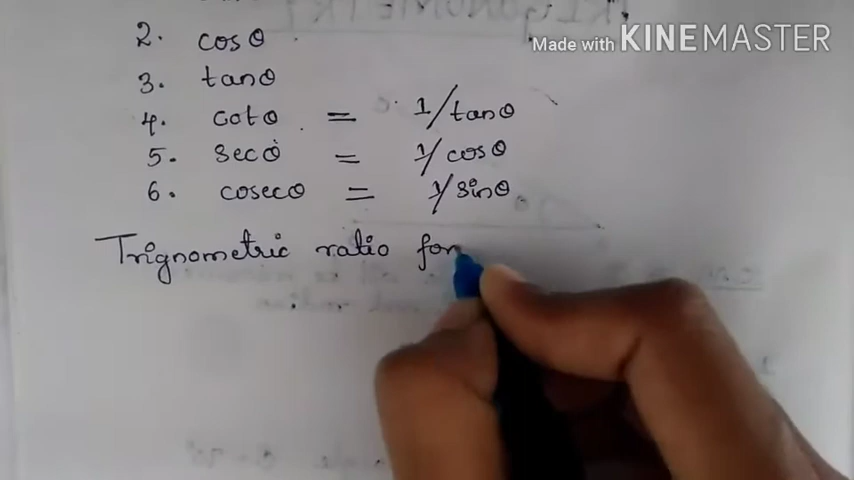 2. cosθ
Made with KINEMASTER
3. tanθ
4. cotθ = 1/tanθ
5. secθ = 1/cosθ
6. cosecθ = 1/sinθ
Trignometric ratio for